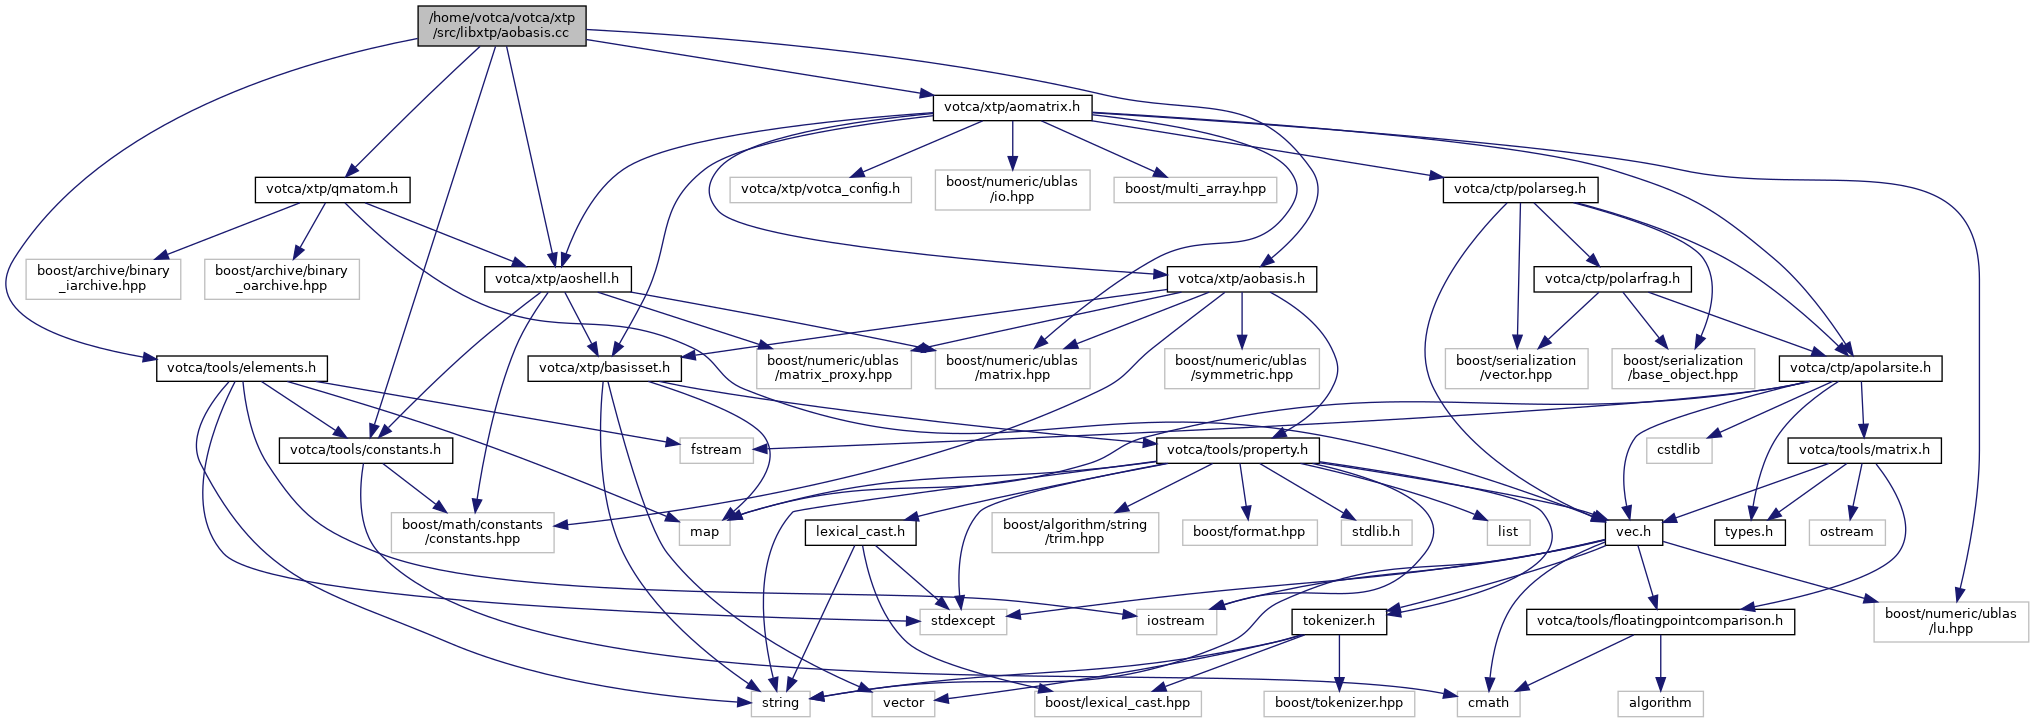 /home/votca/votca/xtp
/src/libxtp/aobasis.cc
votca/xtp/aomatrix.h
votca/xtp/qmatom.h
votca/xtp/votca_config.h
boost/numeric/ublas
/io.hpp
boost/multi_array.hpp
votca/ctp/polarseg.h
boost/archive/binary
_iarchive.hpp
boost/archive/binary
_oarchive.hpp
votca/xtp/aoshell.h
votca/xtp/aobasis.h
votca/ctp/polarfrag.h
votca/tools/elements.h
votca/xtp/basisset.h
boost/numeric/ublas
/matrix_proxy.hpp
boost/numeric/ublas
/matrix.hpp
boost/numeric/ublas
/symmetric.hpp
boost/serialization
/vector.hpp
boost/serialization
/base_object.hpp
votca/ctp/apolarsite.h
votca/tools/constants.h
fstream
votca/tools/property.h
cstdlib
votca/tools/matrix.h
boost/math/constants
/constants.hpp
map
lexical_cast.h
boost/algorithm/string
/trim.hpp
boost/format.hpp
stdlib.h
list
vec.h
types.h
ostream
stdexcept
iostream
tokenizer.h
votca/tools/floatingpointcomparison.h
boost/numeric/ublas
/lu.hpp
string
vector
boost/lexical_cast.hpp
boost/tokenizer.hpp
cmath
algorithm